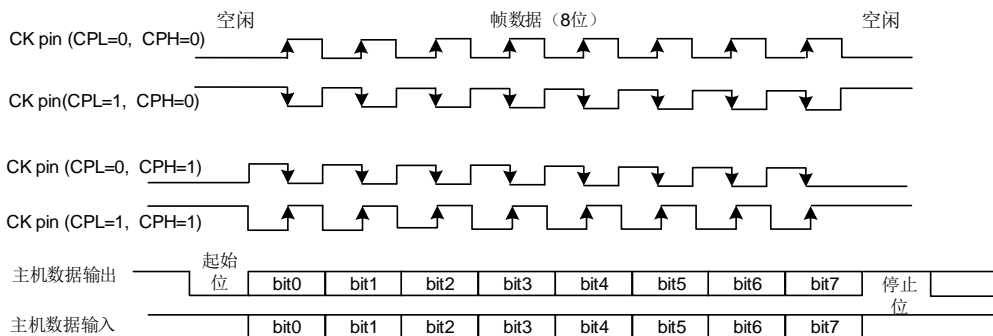 空闲 帧数据（8位） 空闲
CK pin (CPL=0, CPH=0)
CK pin(CPL=1, CPH=0)
CK pin (CPL=0, CPH=1)
CK pin (CPL=1, CPH=1)
主机数据输出 起始位 bit0 bit1 bit2 bit3 bit4 bit5 bit6 bit7 停止位
主机数据输入 bit0 bit1 bit2 bit3 bit4 bit5 bit6 bit7